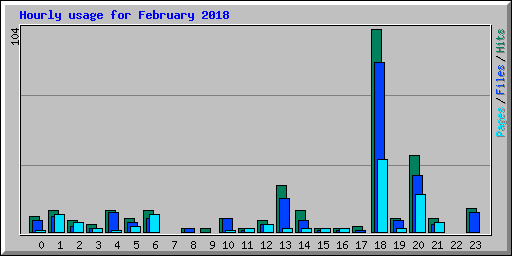 Hourly usage for February 2018
104
Pages/Files/Hits
0 1 2 3 4 5 6 7 8 9 10 11 12 13 14 15 16 17 18 19 20 21 22 23